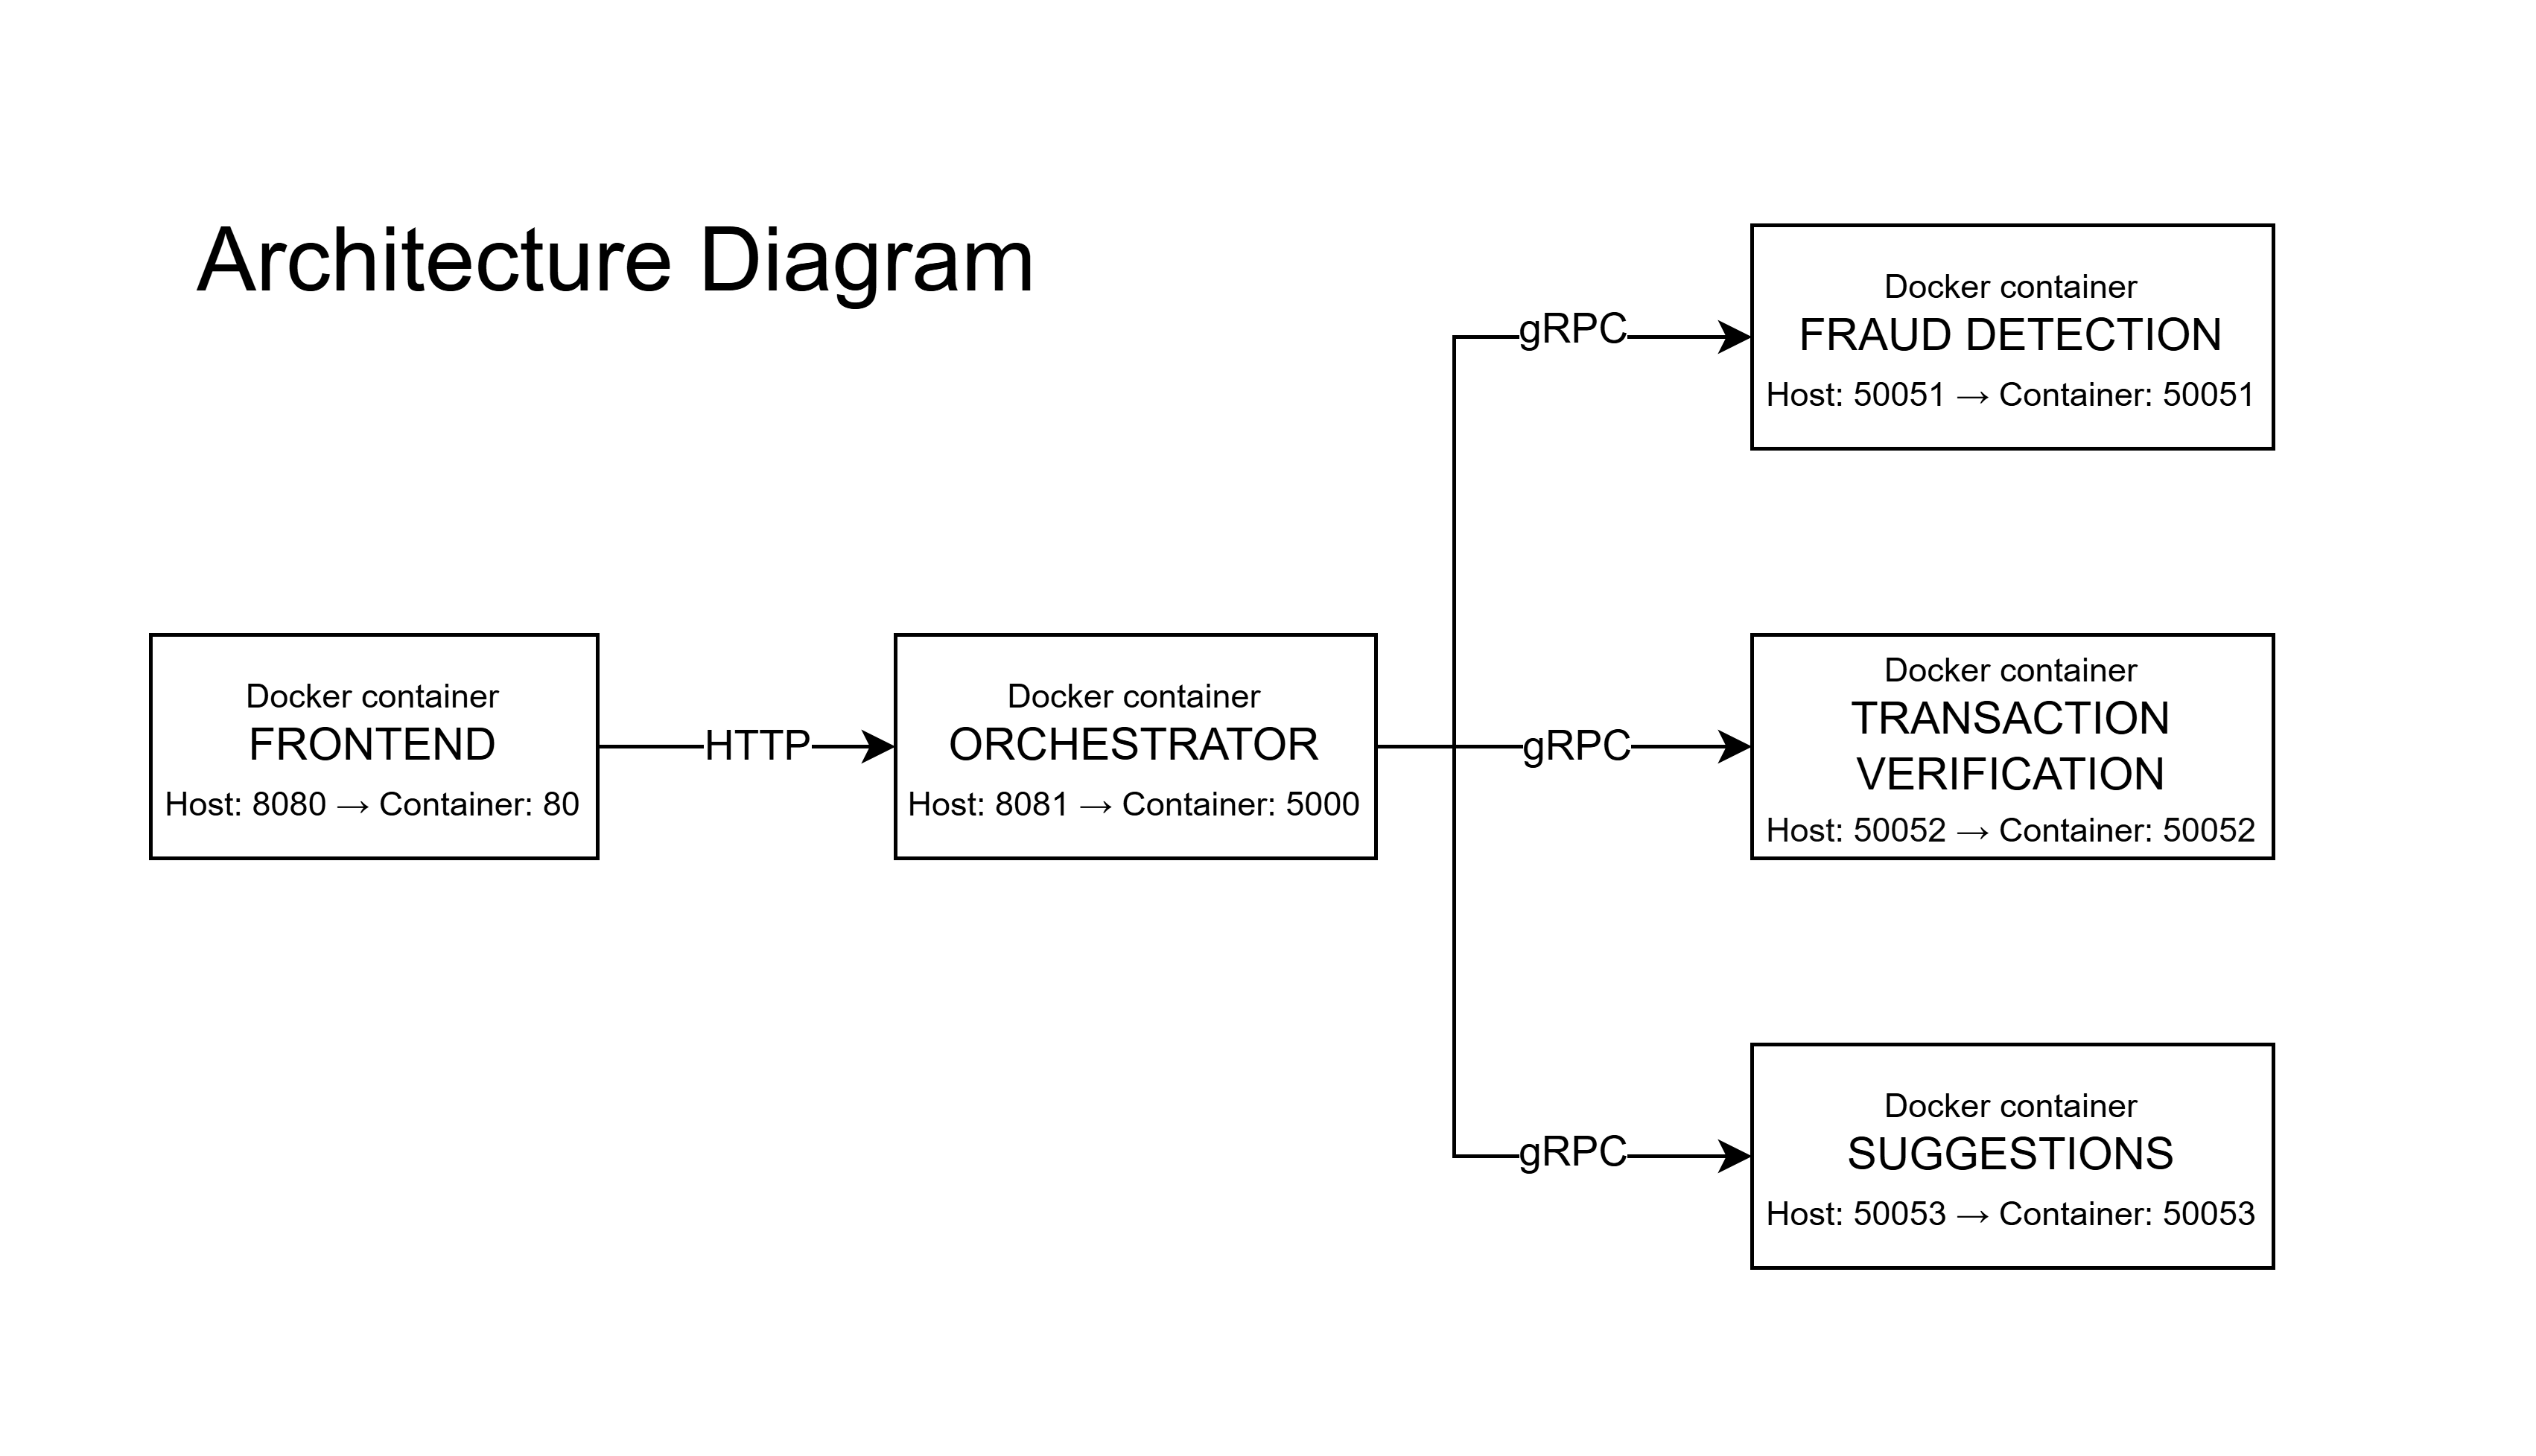 Architecture Diagram
Docker container
FRONTEND
Host: 8080 → Container: 80
HTTP
Docker container
ORCHESTRATOR
Host: 8081 → Container: 5000
gRPC
Docker container
FRAUD DETECTION
Host: 50051 → Container: 50051
gRPC
Docker container
TRANSACTION
VERIFICATION
Host: 50052 → Container: 50052
gRPC
Docker container
SUGGESTIONS
Host: 50053 → Container: 50053